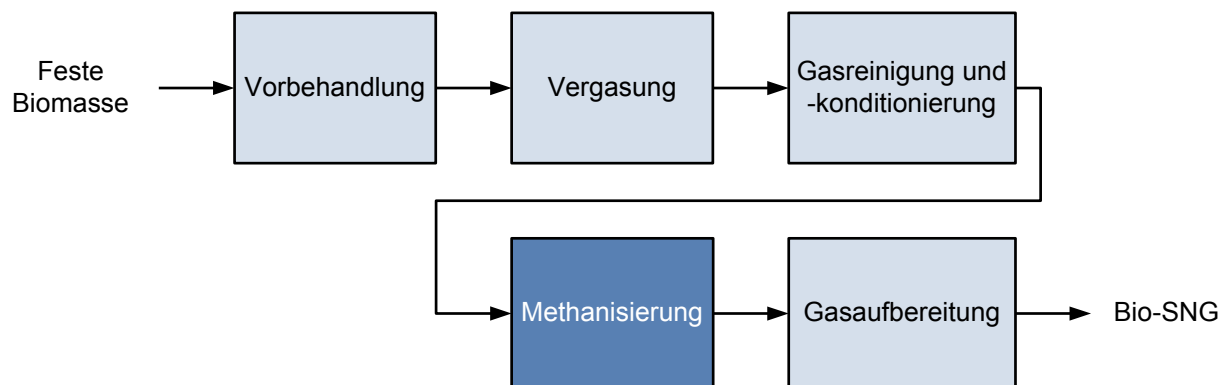 Feste
Biomasse
Vorbehandlung
Vergasung
Gasreinigung und
-konditionierung
Methanisierung
Gasaufbereitung
Bio-SNG